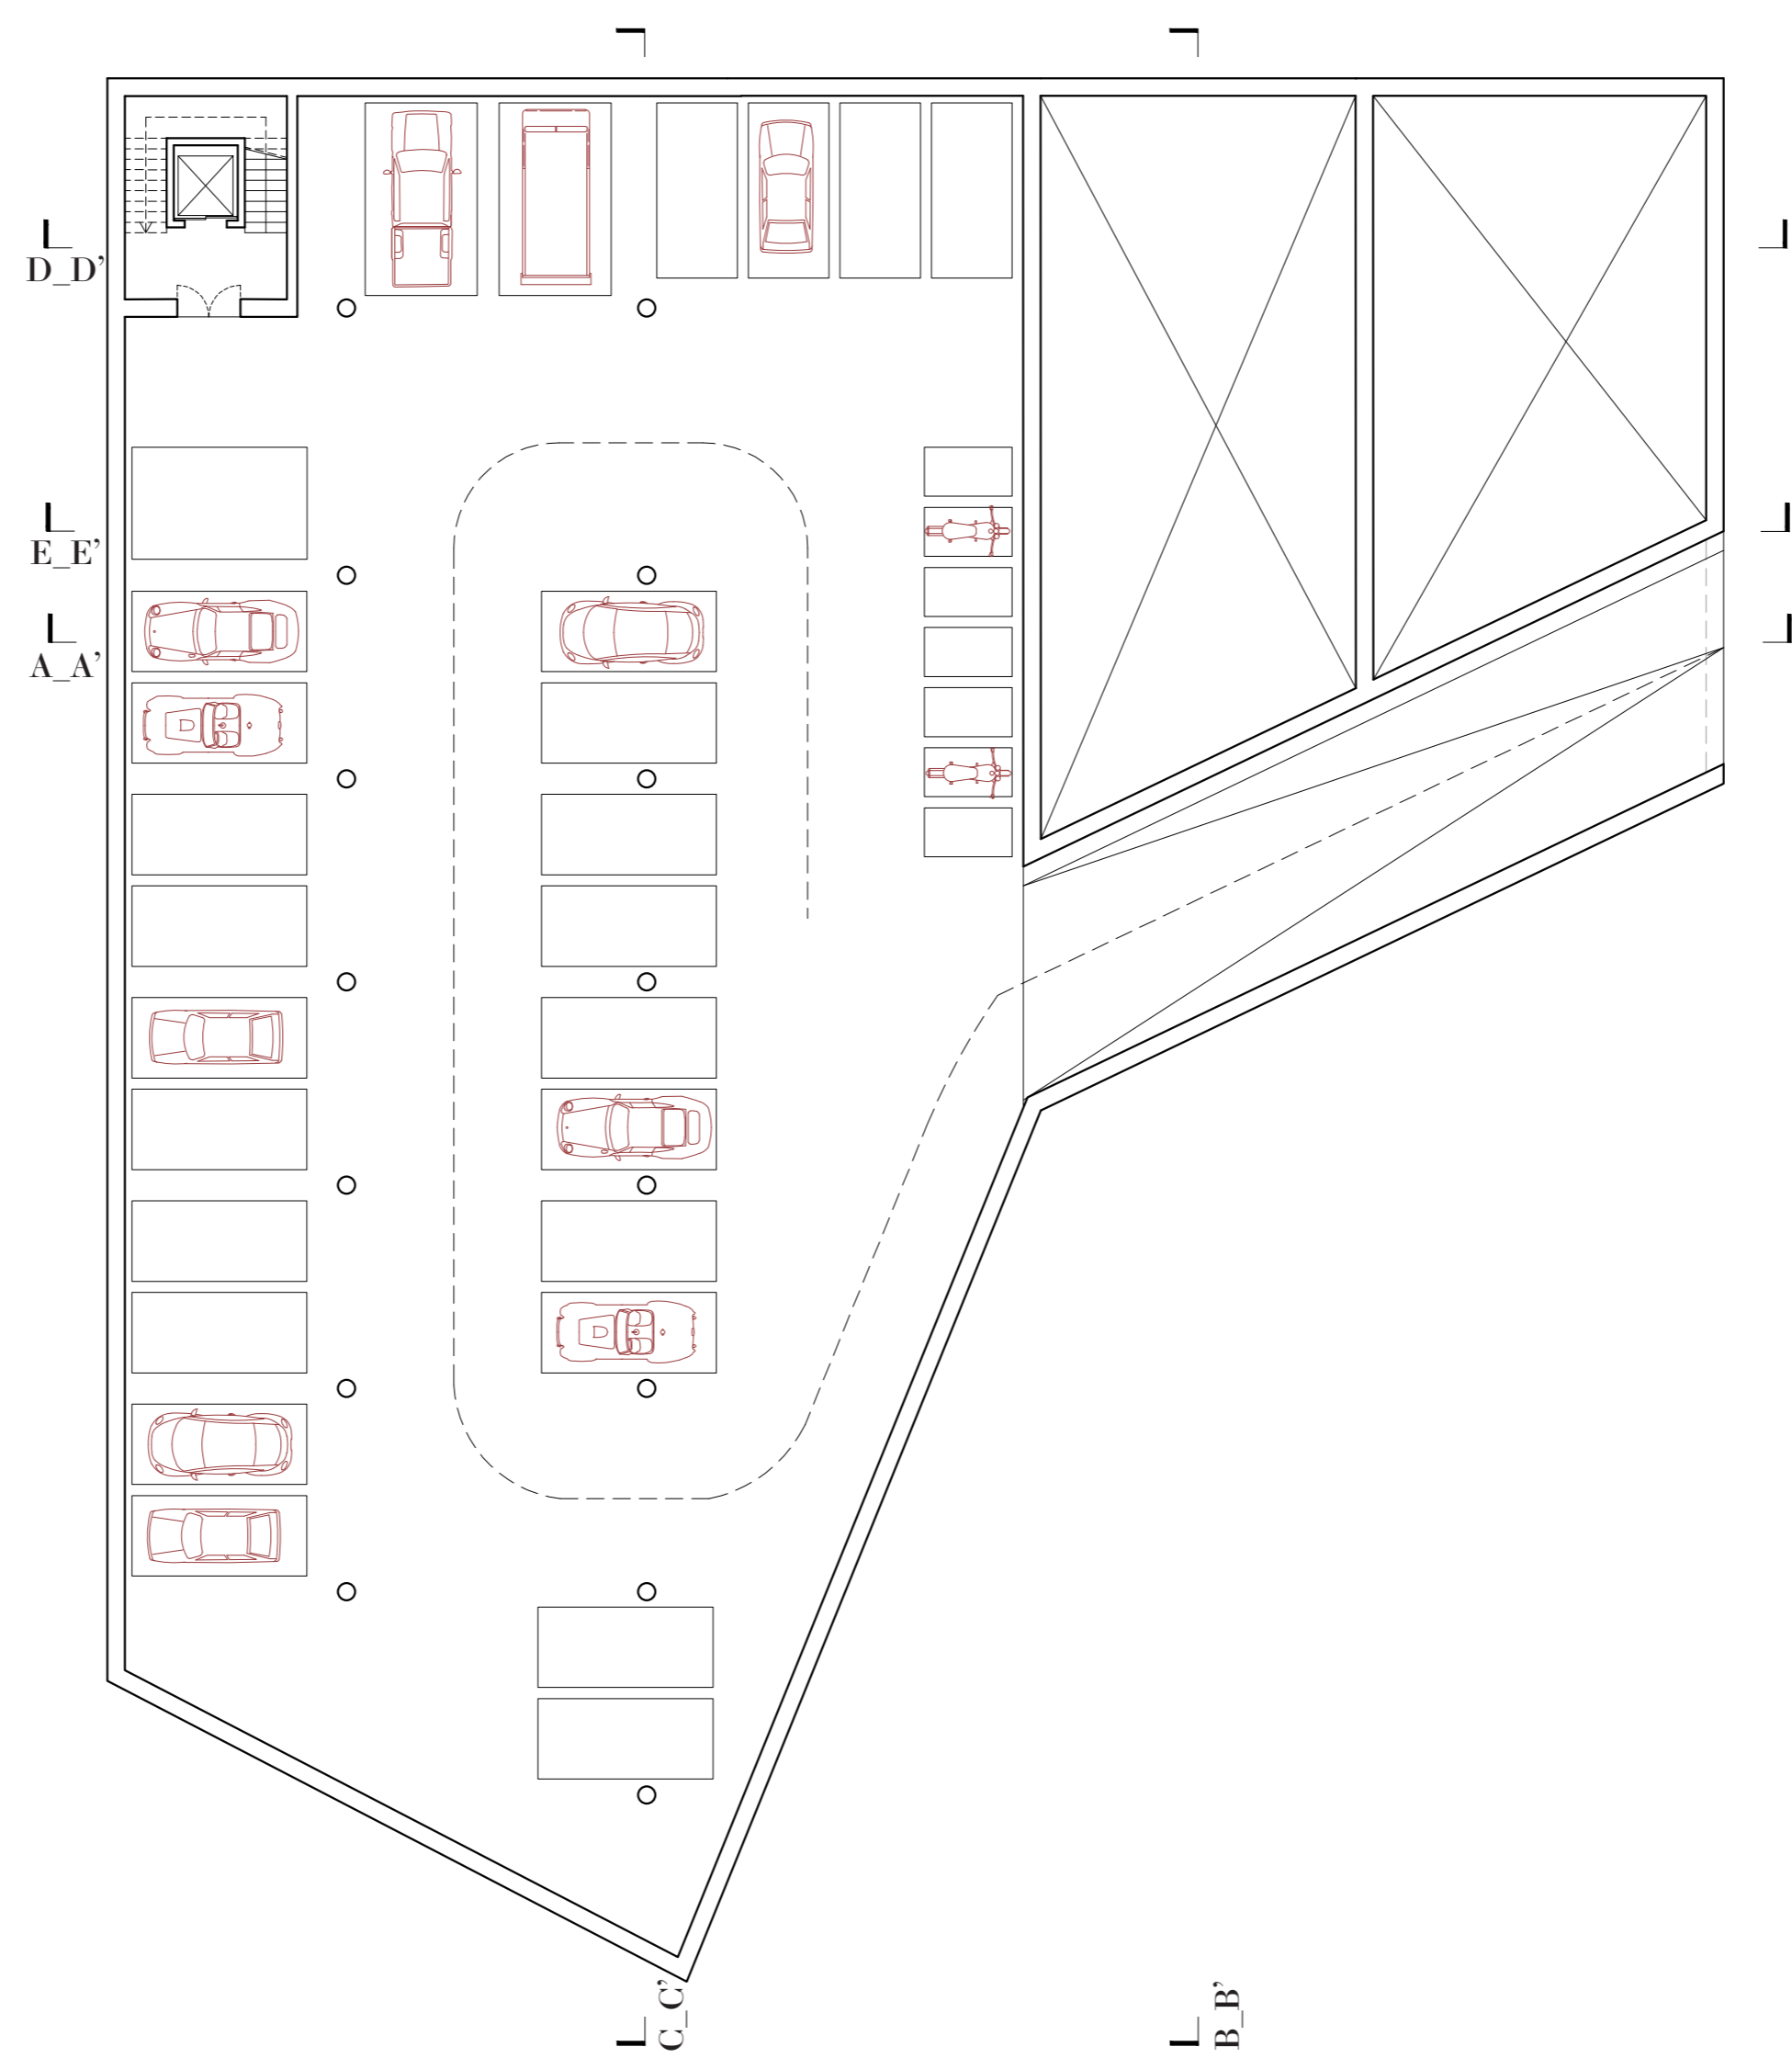 D_D’
E_E’
A_A’
C_C’
B_B’